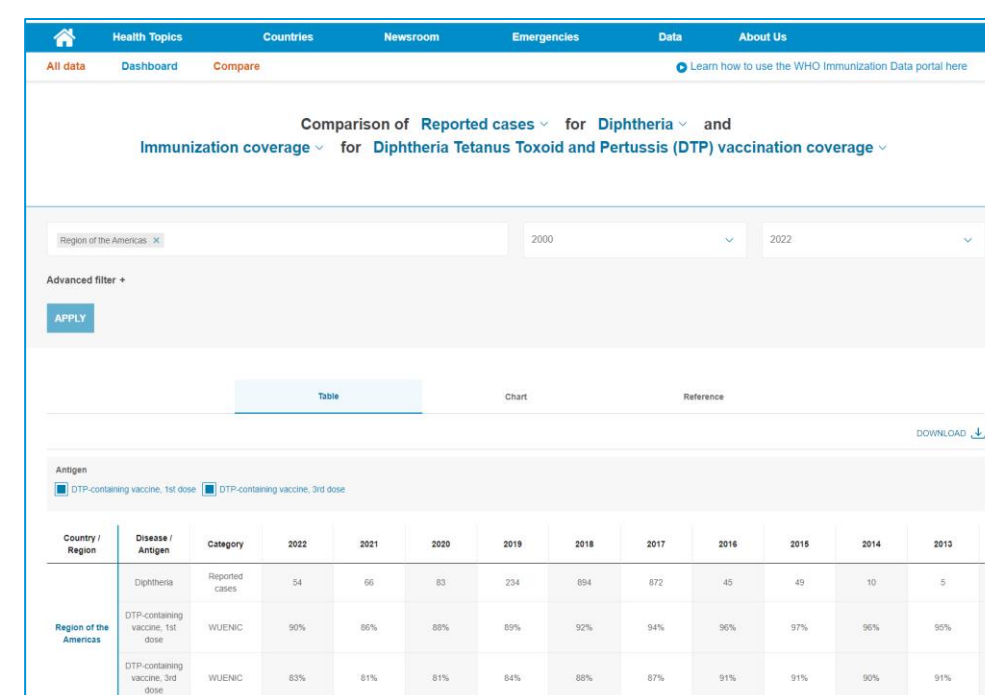 Health Topics Countries Newsroom Emergencies Data About Us
All data Dashboard Compare Learn how to use the WHO Immunization Data portal here
Comparison of Reported cases for Diphtheria and
Immunization coverage for Diphtheria Tetanus Toxoid and Pertussis (DTP) vaccination coverage
Region of the Americas × 2000 2022
Advanced filter +
APPLY
Table Chart Reference
DOWNLOAD
Antigen
DTP-containing vaccine, 1st dose DTP-containing vaccine, 3rd dose
Country / Region Disease / Antigen Category 2022 2021 2020 2019 2018 2017 2016 2015 2014 2013
Diphtheria Reported cases 54 66 83 234 894 872 45 49 10 5
Region of the Americas
DTP-containing vaccine, 1st dose WUENIC 90% 86% 88% 89% 92% 94% 96% 97% 96% 95%
DTP-containing vaccine, 3rd dose WUENIC 83% 81% 81% 84% 88% 87% 91% 91% 90% 91%